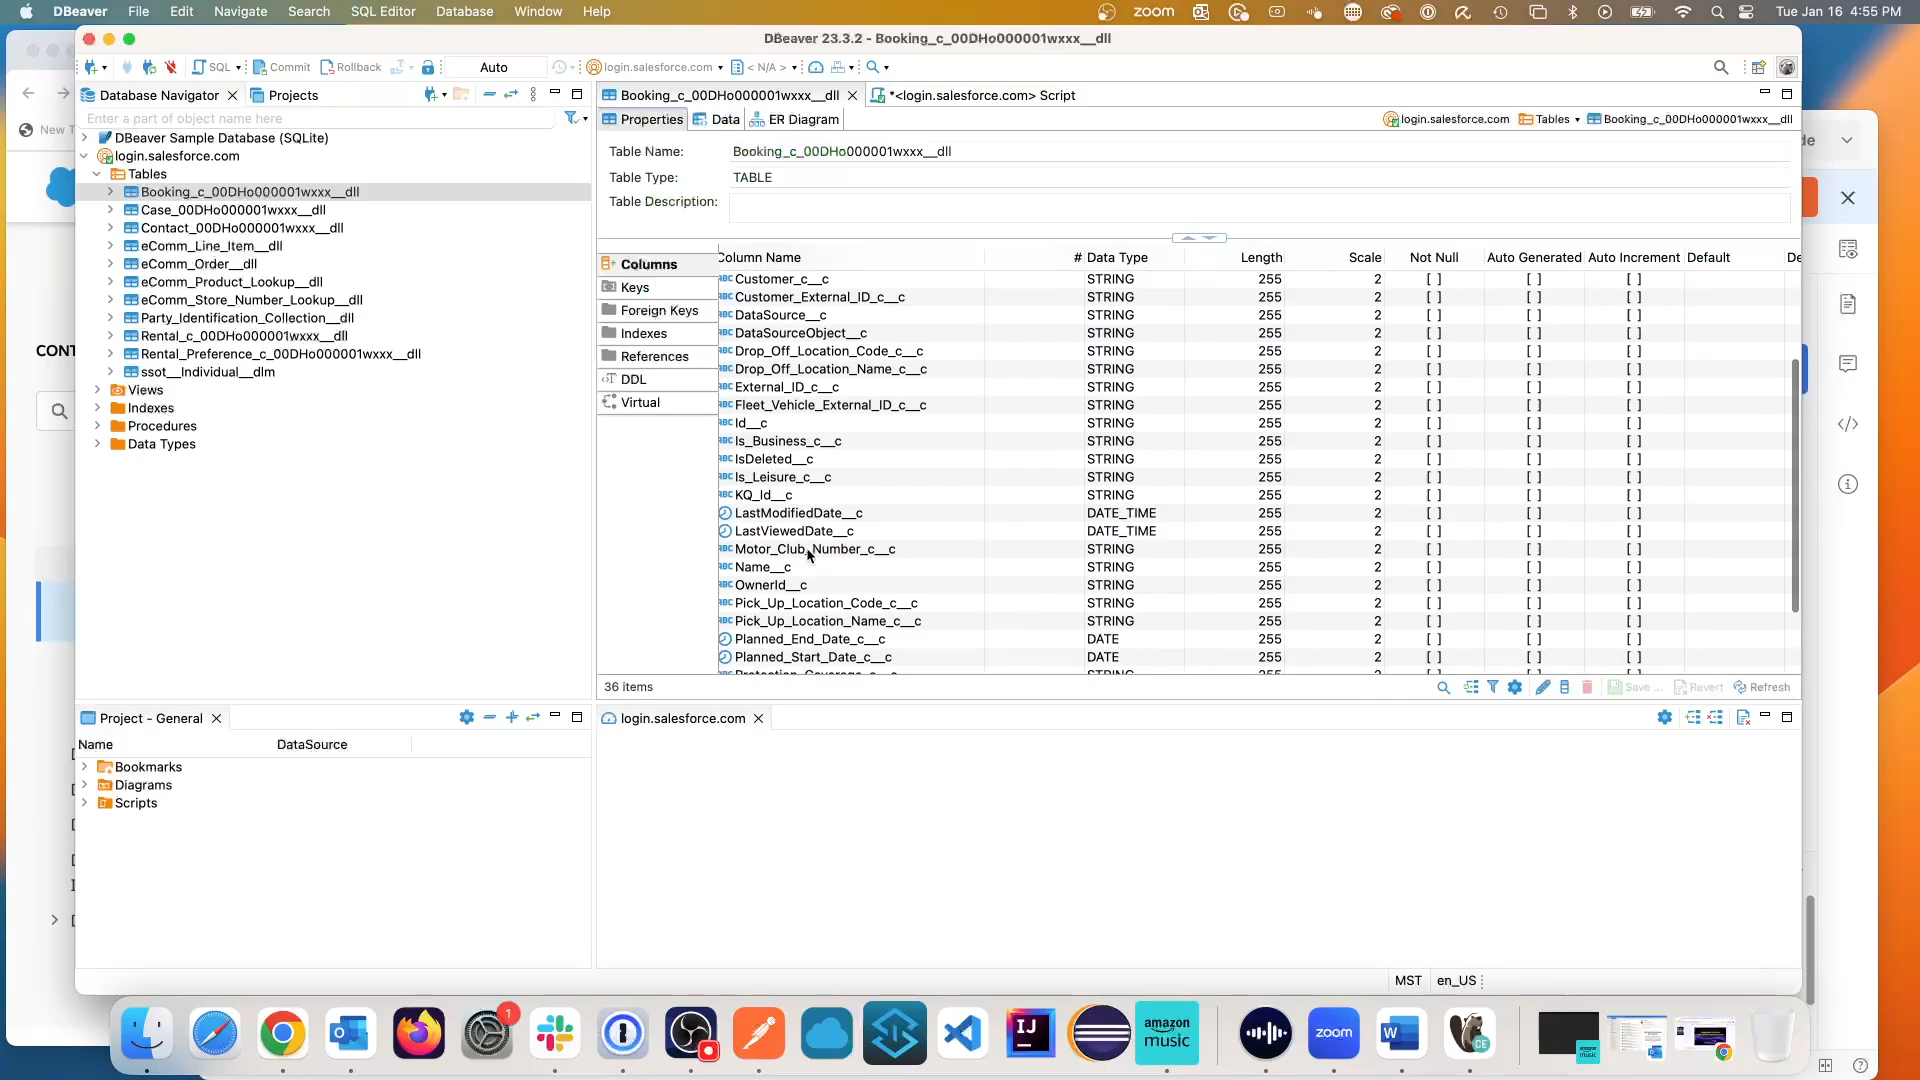 DBeaver File Edit Navigate Search SQL Editor Database Window Help
zoom Tue Jan 16 4:55 PM
DBeaver 23.3.2 - Booking_c_00DHo000001wxxx__dll
SQL Commit Rollback Auto login.salesforce.com < N/A >
Database Navigator Projects
Booking_c_00DHo000001wxxx__dll *<login.salesforce.com> Script
New T
Enter a part of object name here
Properties Data ER Diagram login.salesforce.com Tables Booking_c_00DHo000001wxxx__dll
DBeaver Sample Database (SQLite)
login.salesforce.com
Tables
Booking_c_00DHo000001wxxx__dll
Case_00DHo000001wxxx__dll
Contact_00DHo000001wxxx__dll
eComm_Line_Item__dll
eComm_Order__dll
eComm_Product_Lookup__dll
eComm_Store_Number_Lookup__dll
Party_Identification_Collection__dll
Rental_c_00DHo000001wxxx__dll
Rental_Preference_c_00DHo000001wxxx__dll
ssot__Individual__dlm
Views
Indexes
Procedures
Data Types
CONT
Table Name: Booking_c_00DHo000001wxxx__dll
Table Type: TABLE
Table Description:
Columns
Keys
Foreign Keys
Indexes
References
DDL
Virtual
Column Name # Data Type Length Scale Not Null Auto Generated Auto Increment Default De
Customer_c__c STRING 255 2 [ ] [ ] [ ]
Customer_External_ID_c__c STRING 255 2 [ ] [ ] [ ]
DataSource__c STRING 255 2 [ ] [ ] [ ]
DataSourceObject__c STRING 255 2 [ ] [ ] [ ]
Drop_Off_Location_Code_c__c STRING 255 2 [ ] [ ] [ ]
Drop_Off_Location_Name_c__c STRING 255 2 [ ] [ ] [ ]
External_ID_c__c STRING 255 2 [ ] [ ] [ ]
Fleet_Vehicle_External_ID_c__c STRING 255 2 [ ] [ ] [ ]
Id__c STRING 255 2 [ ] [ ] [ ]
Is_Business_c__c STRING 255 2 [ ] [ ] [ ]
IsDeleted__c STRING 255 2 [ ] [ ] [ ]
Is_Leisure_c__c STRING 255 2 [ ] [ ] [ ]
KQ_Id__c STRING 255 2 [ ] [ ] [ ]
LastModifiedDate__c DATE_TIME 255 2 [ ] [ ] [ ]
LastViewedDate__c DATE_TIME 255 2 [ ] [ ] [ ]
Motor_Club_Number_c__c STRING 255 2 [ ] [ ] [ ]
Name__c STRING 255 2 [ ] [ ] [ ]
OwnerId__c STRING 255 2 [ ] [ ] [ ]
Pick_Up_Location_Code_c__c STRING 255 2 [ ] [ ] [ ]
Pick_Up_Location_Name_c__c STRING 255 2 [ ] [ ] [ ]
Planned_End_Date_c__c DATE 255 2 [ ] [ ] [ ]
Planned_Start_Date_c__c DATE 255 2 [ ] [ ] [ ]
36 items Save ... Revert Refresh
Project - General
Name DataSource
Bookmarks
Diagrams
Scripts
login.salesforce.com
MST en_US
1
amazon music
zoom